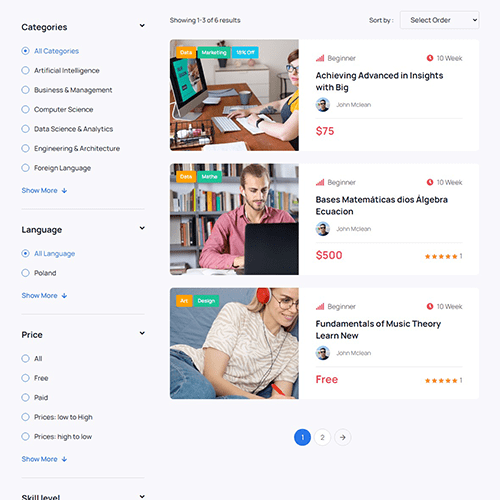 Categories
All Categories
Artificial Intelligence
Business & Management
Computer Science
Data Science & Analytics
Engineering & Architecture
Foreign Language
Show More
Language
All Language
Poland
Show More
Price
All
Free
Paid
Prices: low to High
Prices: high to low
Show More
Skill level
Showing 1-3 of 6 results
Sort by :
Select Order
Data Marketing 16% Off
Beginner
10 Week
Achieving Advanced in Insights
with Big
John Mclean
$75
Data Maths
Beginner
10 Week
Bases Matemáticas dios Álgebra
Ecuacion
John Mclean
$500
1
Art Design
Beginner
10 Week
Fundamentals of Music Theory
Learn New
John Mclean
Free
1
1 2